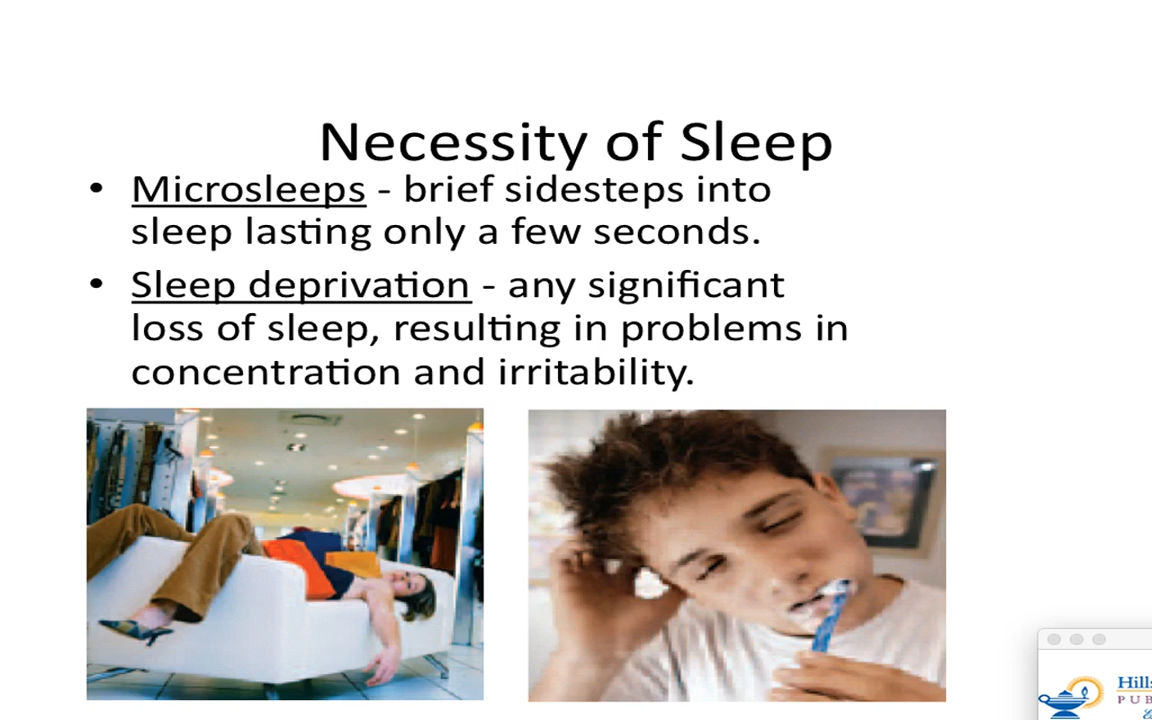 Necessity of Sleep
• Microsleeps - brief sidesteps into
sleep lasting only a few seconds.
• Sleep deprivation - any significant
loss of sleep, resulting in problems in
concentration and irritability.